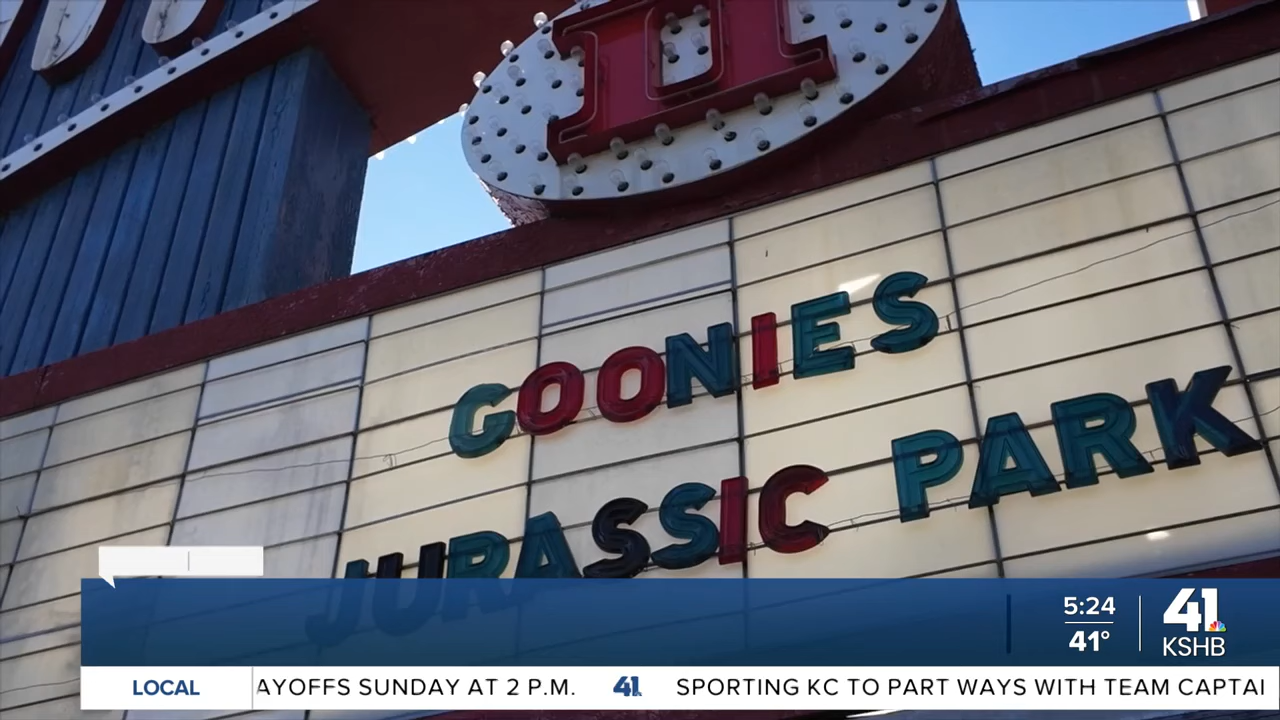 II
GOONIES
JURASSIC PARK
5:24
41°
41
KSHB
LOCAL
AYOFFS SUNDAY AT 2 P.M. 41 SPORTING KC TO PART WAYS WITH TEAM CAPTAI